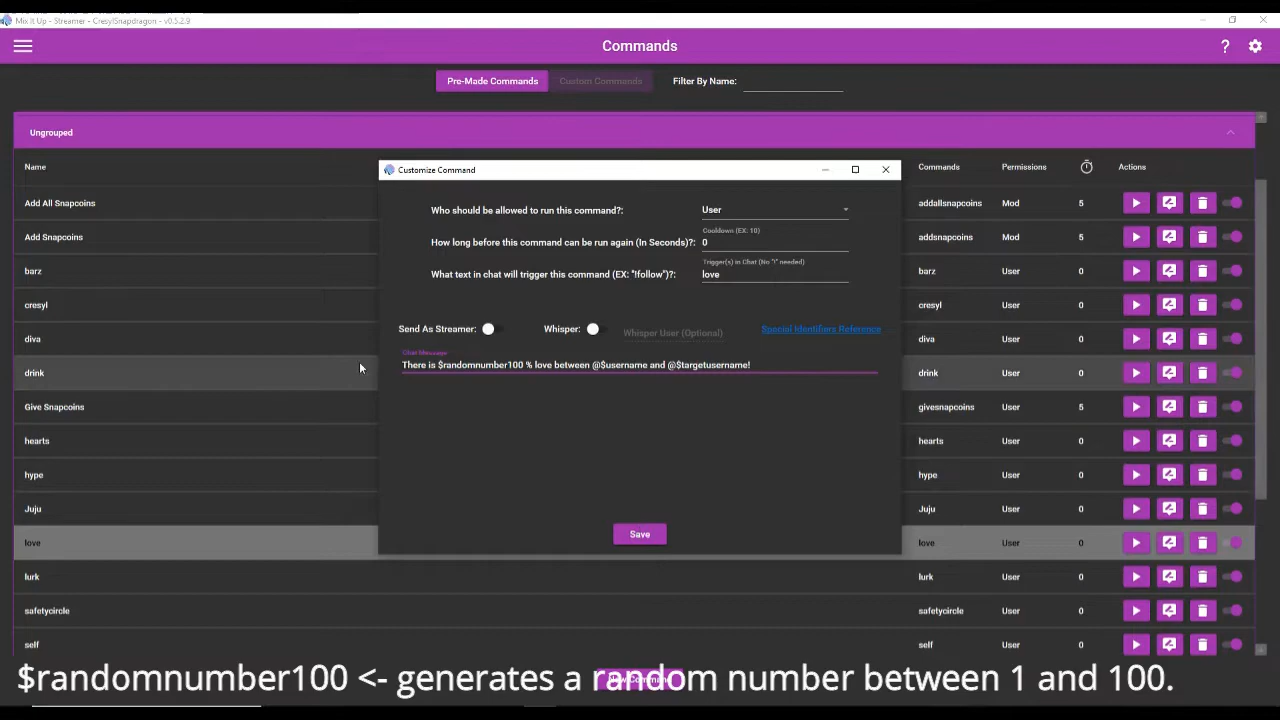 Mix It Up - Streamer - CresylSnapdragon - v0.5.2.9
Commands
?
Pre-Made Commands
Custom Commands
Filter By Name:
Ungrouped
Name
Commands
Permissions
Actions
Add All Snapcoins
addallsnapcoins
Mod
5
Add Snapcoins
addsnapcoins
Mod
5
barz
barz
User
0
cresyl
cresyl
User
0
diva
diva
User
0
drink
drink
User
0
Give Snapcoins
givesnapcoins
User
5
hearts
hearts
User
0
hype
hype
User
0
Juju
Juju
User
0
love
love
User
0
lurk
lurk
User
0
safetycircle
safetycircle
User
0
self
self
User
0
Customize Command
Who should be allowed to run this command?:
User
Cooldown (EX: 10)
How long before this command can be run again (In Seconds)?:
0
Trigger(s) in Chat (No "!" needed)
What text in chat will trigger this command (EX: "!follow")?:
love
Send As Streamer:
Whisper:
Whisper User (Optional)
Special Identifiers Reference
Chat Message
There is $randomnumber100 % love between @$username and @$targetusername!
Save
$randomnumber100 <- generates a random number between 1 and 100.